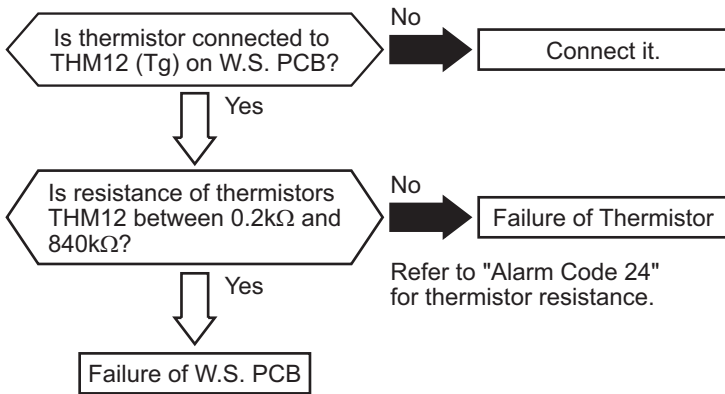 Is thermistor connected to
THM12 (Tg) on W.S. PCB?
No
Connect it.
Yes
Is resistance of thermistors
THM12 between 0.2kΩ and
840kΩ?
No
Failure of Thermistor
Refer to "Alarm Code 24"
for thermistor resistance.
Yes
Failure of W.S. PCB